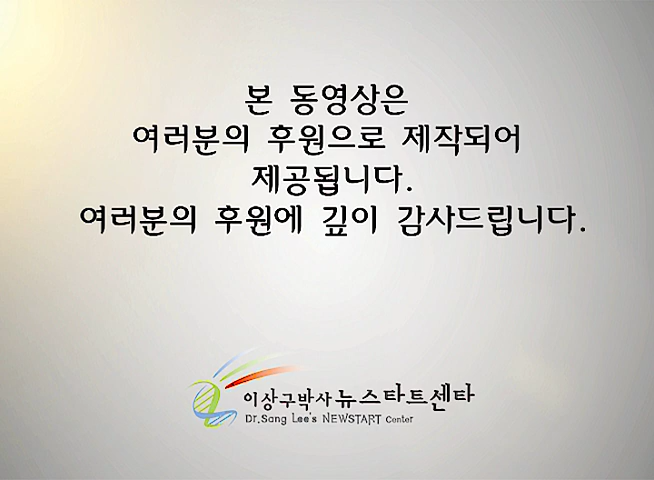 본 동영상은
여러분의 후원으로 제작되어
제공됩니다.
여러분의 후원에 깊이 감사드립니다.
이상구박사 뉴스타트센타
Dr.Sang Lee's NEWSTART Center